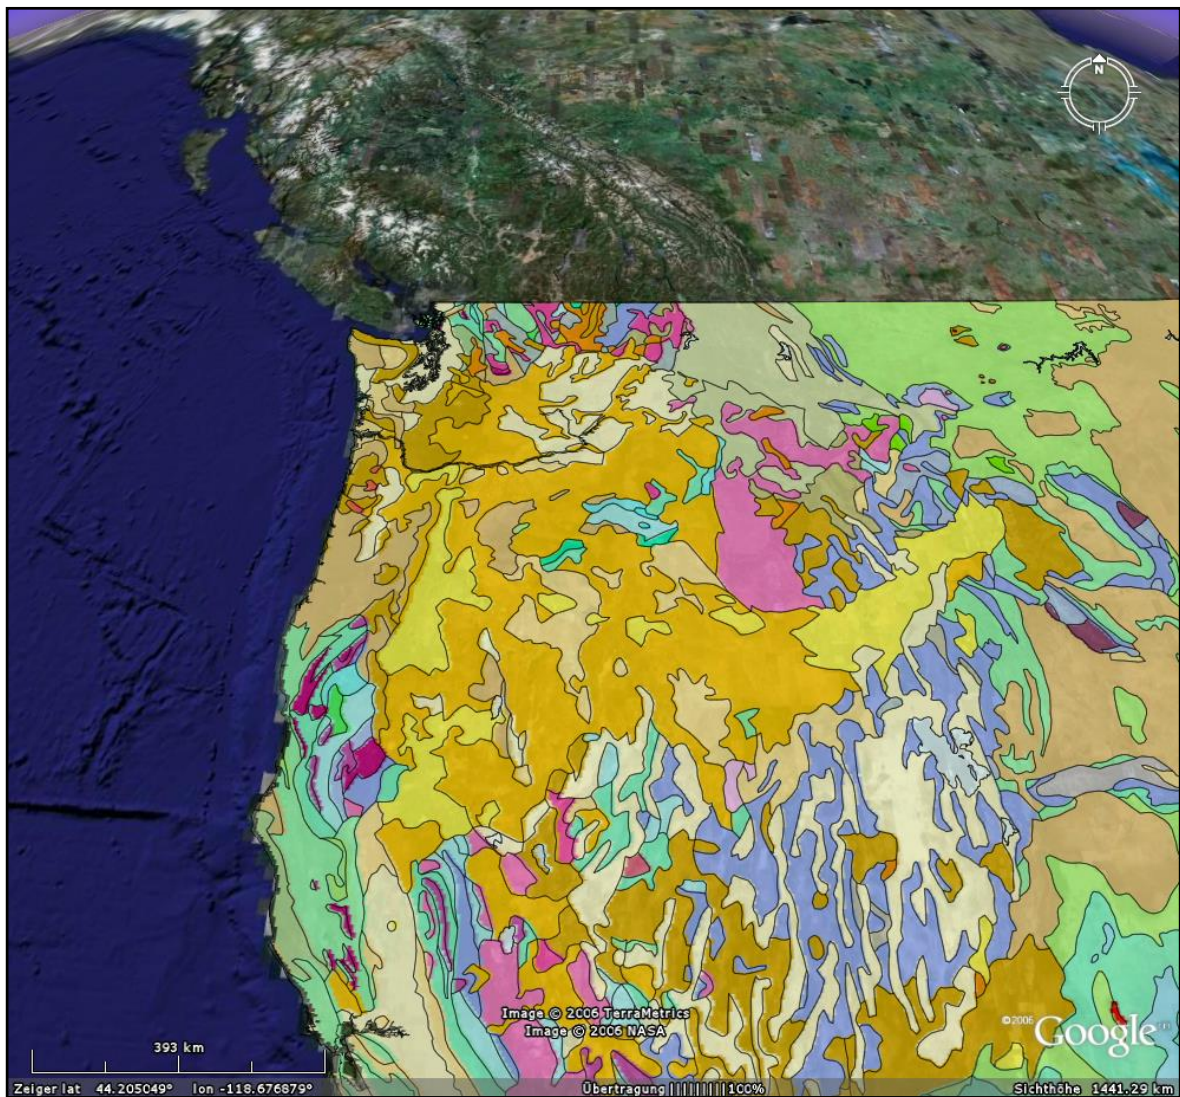 N
Image © 2006 TerraMetrics
Image © 2006 NASA
©2006 Google™
393 km
Zeiger lat 44.205049° lon -118.676879° Übertragung ||||||||| 100% Sichthöhe 1441.29 km